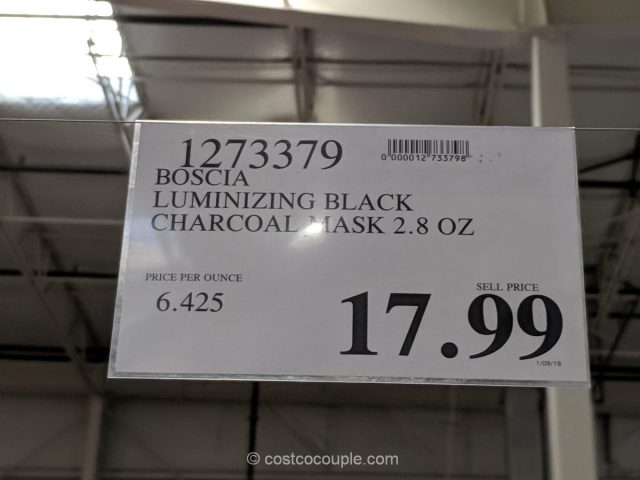 1273379
0 000012 733798
BOSCIA
LUMINIZING BLACK
CHARCOAL MASK 2.8 OZ
PRICE PER OUNCE
6.425
SELL PRICE
17.99
1/09/19
© costcocouple.com